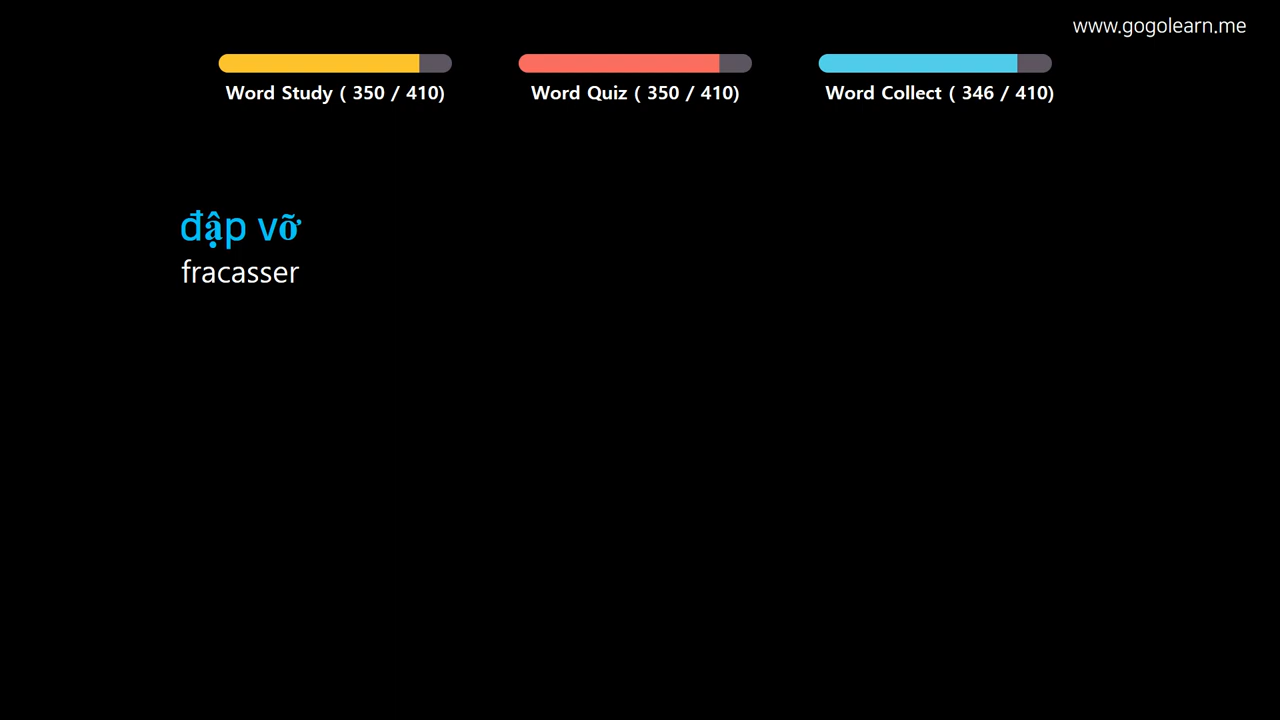 www.gogolearn.me
Word Study ( 350 / 410)
Word Quiz ( 350 / 410)
Word Collect ( 346 / 410)
đập vỡ
fracasser